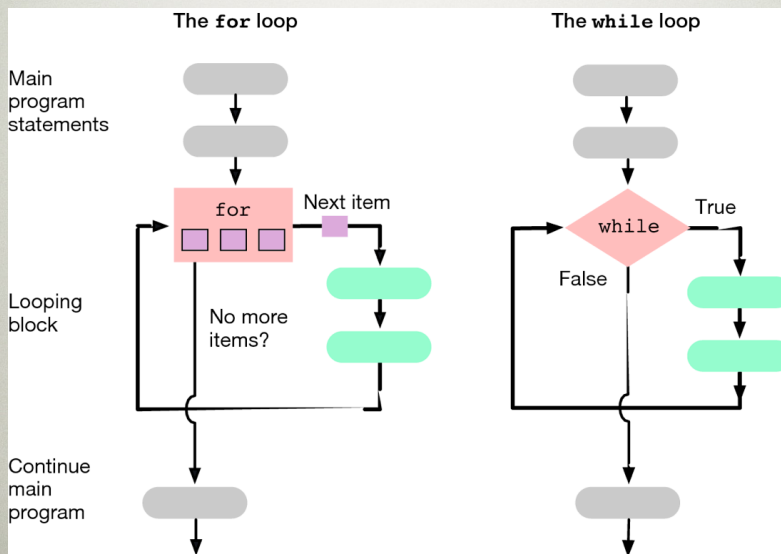 The for loop
The while loop
Main
program
statements
for
Next item
while
True
False
Looping
block
No more
items?
Continue
main
program